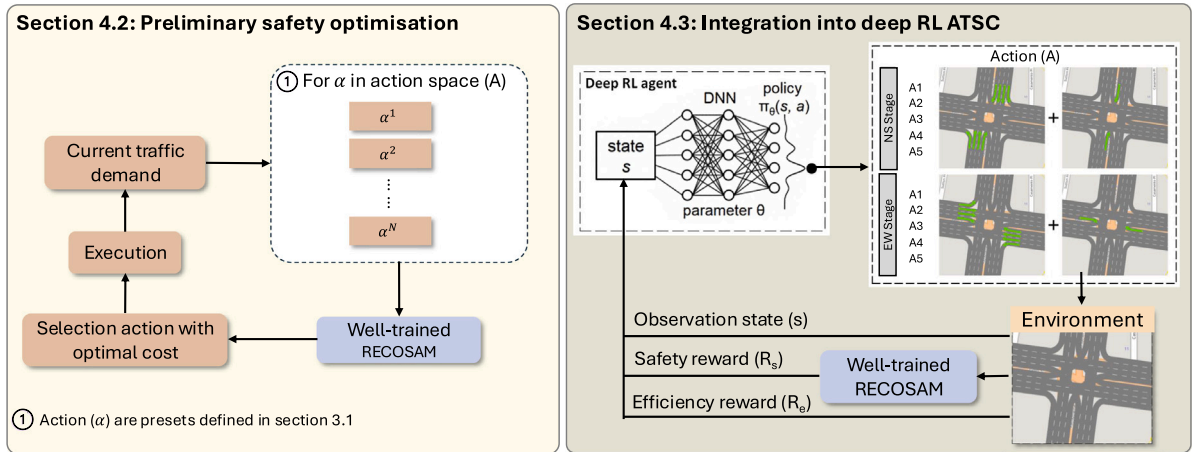 Section 4.2: Preliminary safety optimisation
① For α in action space (A)
α¹
α²
⋮
αᴺ
Current traffic
demand
Execution
Selection action with
optimal cost
Well-trained
RECOSAM
① Action (α) are presets defined in section 3.1
Section 4.3: Integration into deep RL ATSC
Deep RL agent
state
s
DNN
policy
πθ(s, a)
parameter θ
Action (A)
NS Stage
A1
A2
A3
A4
A5
+
EW Stage
A1
A2
A3
A4
A5
+
Environment
Observation state (s)
Safety reward (Rₛ)
Well-trained
RECOSAM
Efficiency reward (Rₑ)